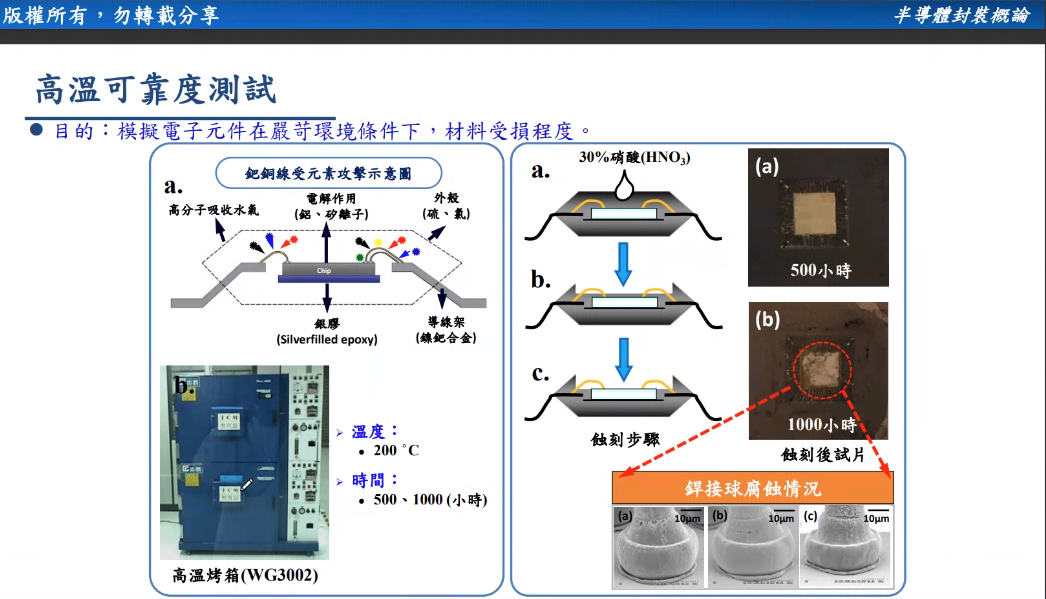 版權所有，勿轉載分享
半導體封裝概論
高溫可靠度測試
● 目的：模擬電子元件在嚴苛環境條件下，材料受損程度。
a.
鈀銅線受元素攻擊示意圖
高分子吸收水氣
電解作用
(鋁、矽離子)
外殼
(硫、氯)
Chip
銀膠
(Silverfilled epoxy)
導線架
(鎳鈀合金)
b
T C M
T C M
➢ 溫度：
• 200 °C
➢ 時間：
• 500、1000 (小時)
高溫烤箱(WG3002)
30%硝酸(HNO₃)
a.
b.
c.
蝕刻步驟
(a)
500小時
(b)
1000小時
蝕刻後試片
銲接球腐蝕情況
(a) 10μm
(b) 10μm
(c) 10μm